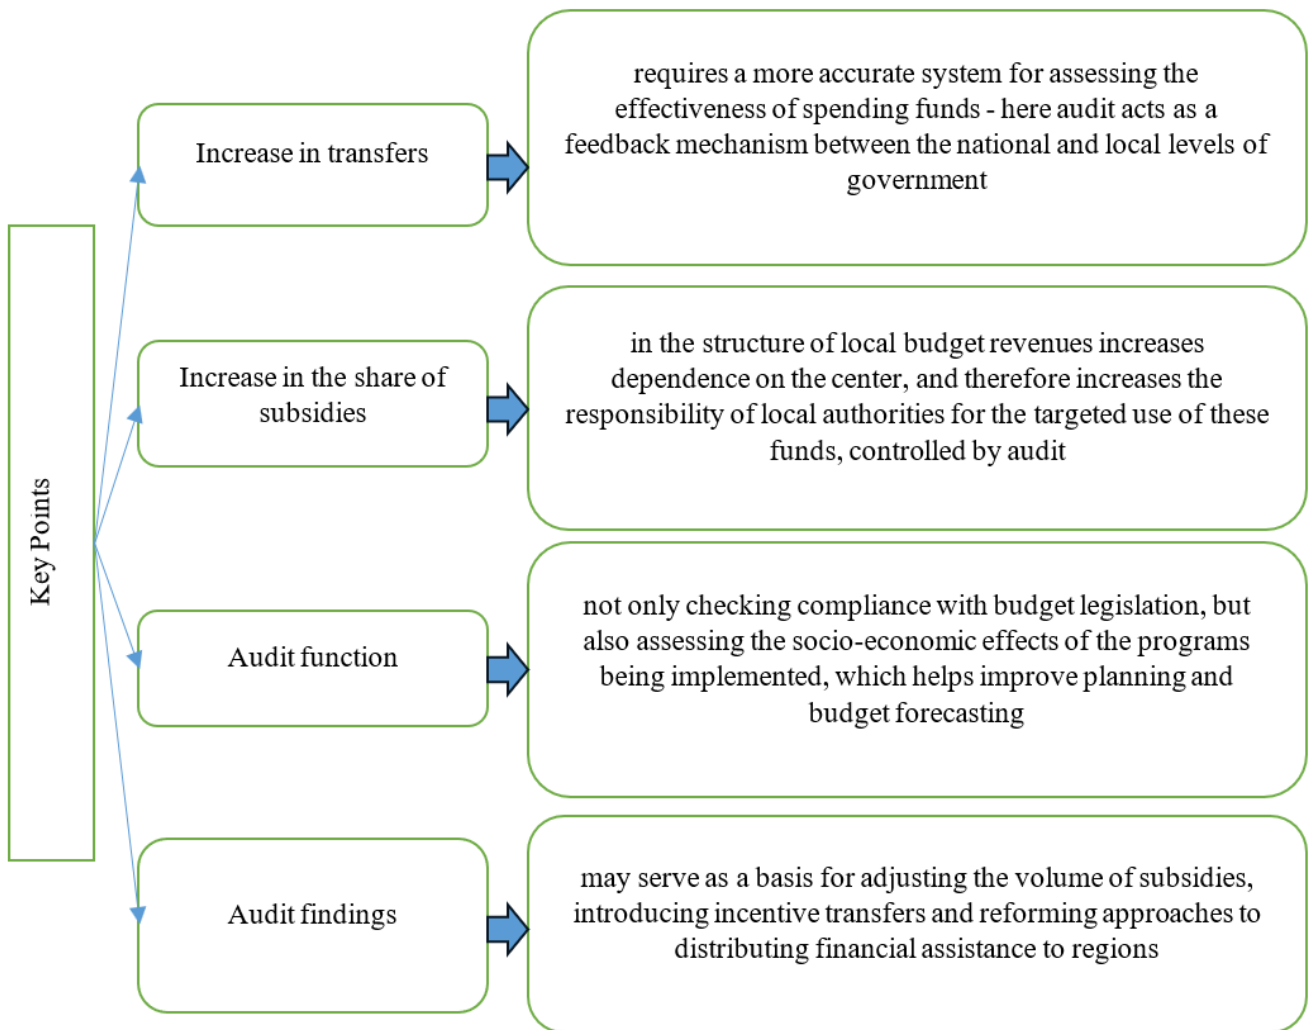 Key Points
Increase in transfers
requires a more accurate system for assessing the
effectiveness of spending funds - here audit acts as a
feedback mechanism between the national and local levels of
government
Increase in the share of
subsidies
in the structure of local budget revenues increases
dependence on the center, and therefore increases the
responsibility of local authorities for the targeted use of these
funds, controlled by audit
Audit function
not only checking compliance with budget legislation, but
also assessing the socio-economic effects of the programs
being implemented, which helps improve planning and
budget forecasting
Audit findings
may serve as a basis for adjusting the volume of subsidies,
introducing incentive transfers and reforming approaches to
distributing financial assistance to regions